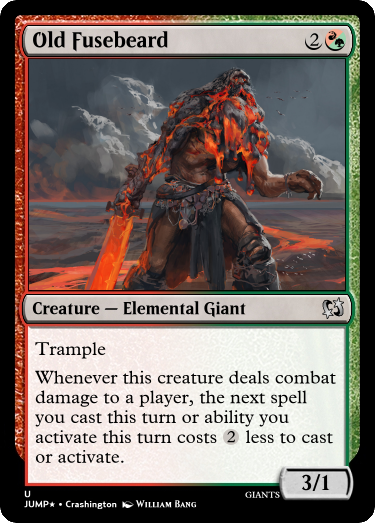 Old Fusebeard 2
Creature — Elemental Giant
Trample
Whenever this creature deals combat
damage to a player, the next spell
you cast this turn or ability you
activate this turn costs 2 less to cast
or activate.
3/1
U GIANTS
JUMP★ • Crashington WILLIAM BANG